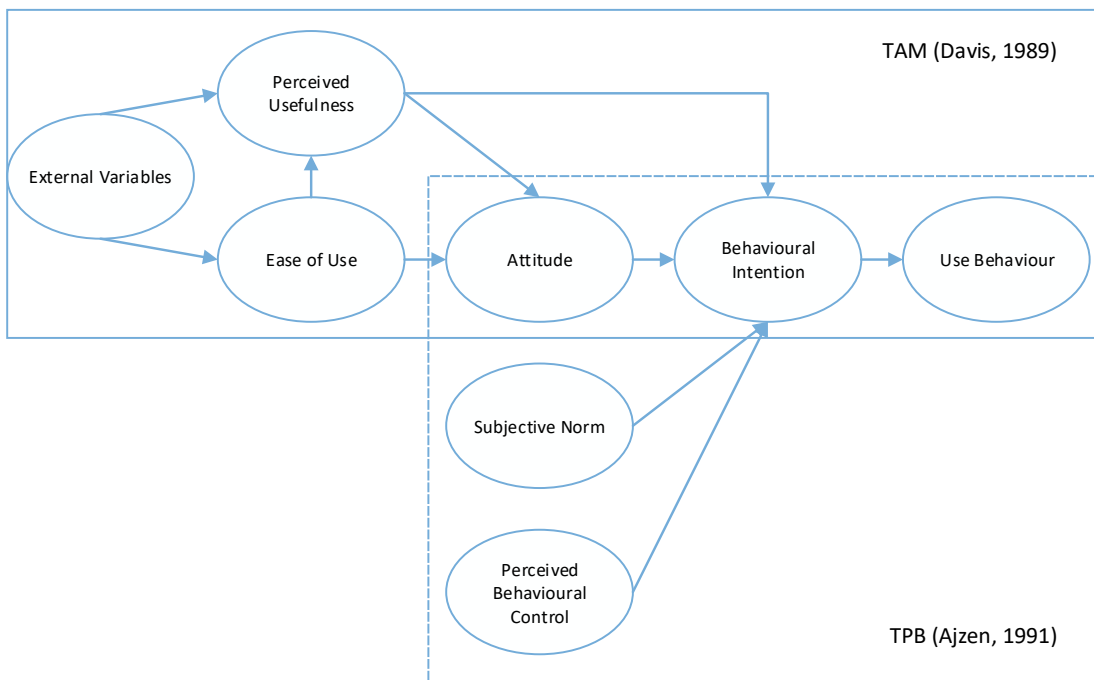 TAM (Davis, 1989)
Perceived
Usefulness
External Variables
Ease of Use
Attitude
Behavioural
Intention
Use Behaviour
Subjective Norm
Perceived
Behavioural
Control
TPB (Ajzen, 1991)